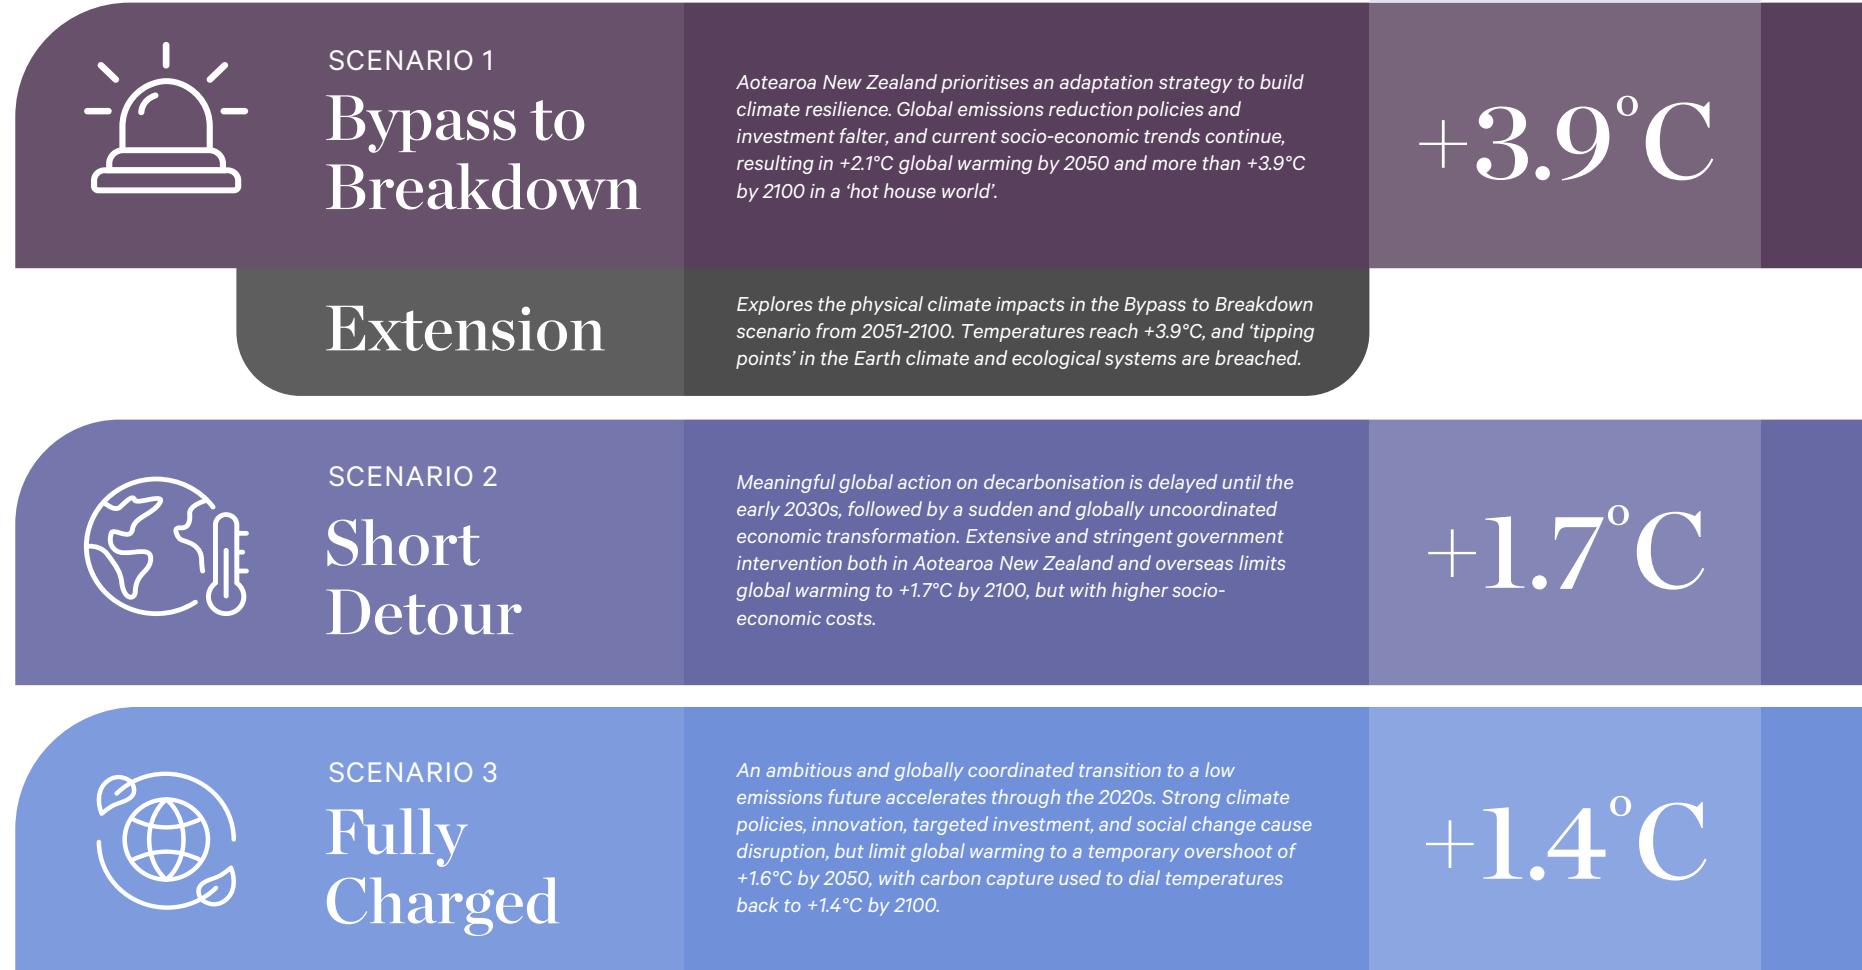 SCENARIO 1
Bypass to
Breakdown
Aotearoa New Zealand prioritises an adaptation strategy to build
climate resilience. Global emissions reduction policies and
investment falter, and current socio-economic trends continue,
resulting in +2.1°C global warming by 2050 and more than +3.9°C
by 2100 in a ‘hot house world’.
+3.9°C
Extension
Explores the physical climate impacts in the Bypass to Breakdown
scenario from 2051-2100. Temperatures reach +3.9°C, and ‘tipping
points’ in the Earth climate and ecological systems are breached.
SCENARIO 2
Short
Detour
Meaningful global action on decarbonisation is delayed until the
early 2030s, followed by a sudden and globally uncoordinated
economic transformation. Extensive and stringent government
intervention both in Aotearoa New Zealand and overseas limits
global warming to +1.7°C by 2100, but with higher socio-
economic costs.
+1.7°C
SCENARIO 3
Fully
Charged
An ambitious and globally coordinated transition to a low
emissions future accelerates through the 2020s. Strong climate
policies, innovation, targeted investment, and social change cause
disruption, but limit global warming to a temporary overshoot of
+1.6°C by 2050, with carbon capture used to dial temperatures
back to +1.4°C by 2100.
+1.4°C